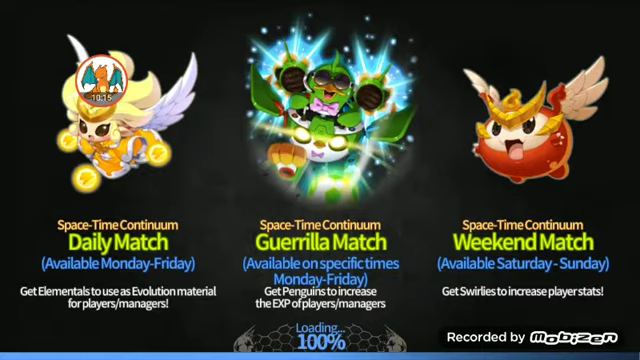 10:15
Space-Time Continuum
Daily Match
(Available Monday-Friday)
Get Elementals to use as Evolution material
for players/managers!
Space-Time Continuum
Guerrilla Match
(Available on specific times
Monday-Friday)
Get Penguins to increase
the EXP of players/managers
Space-Time Continuum
Weekend Match
(Available Saturday - Sunday)
Get Swirlies to increase player stats!
Loading...
100%
Recorded by Mobizen